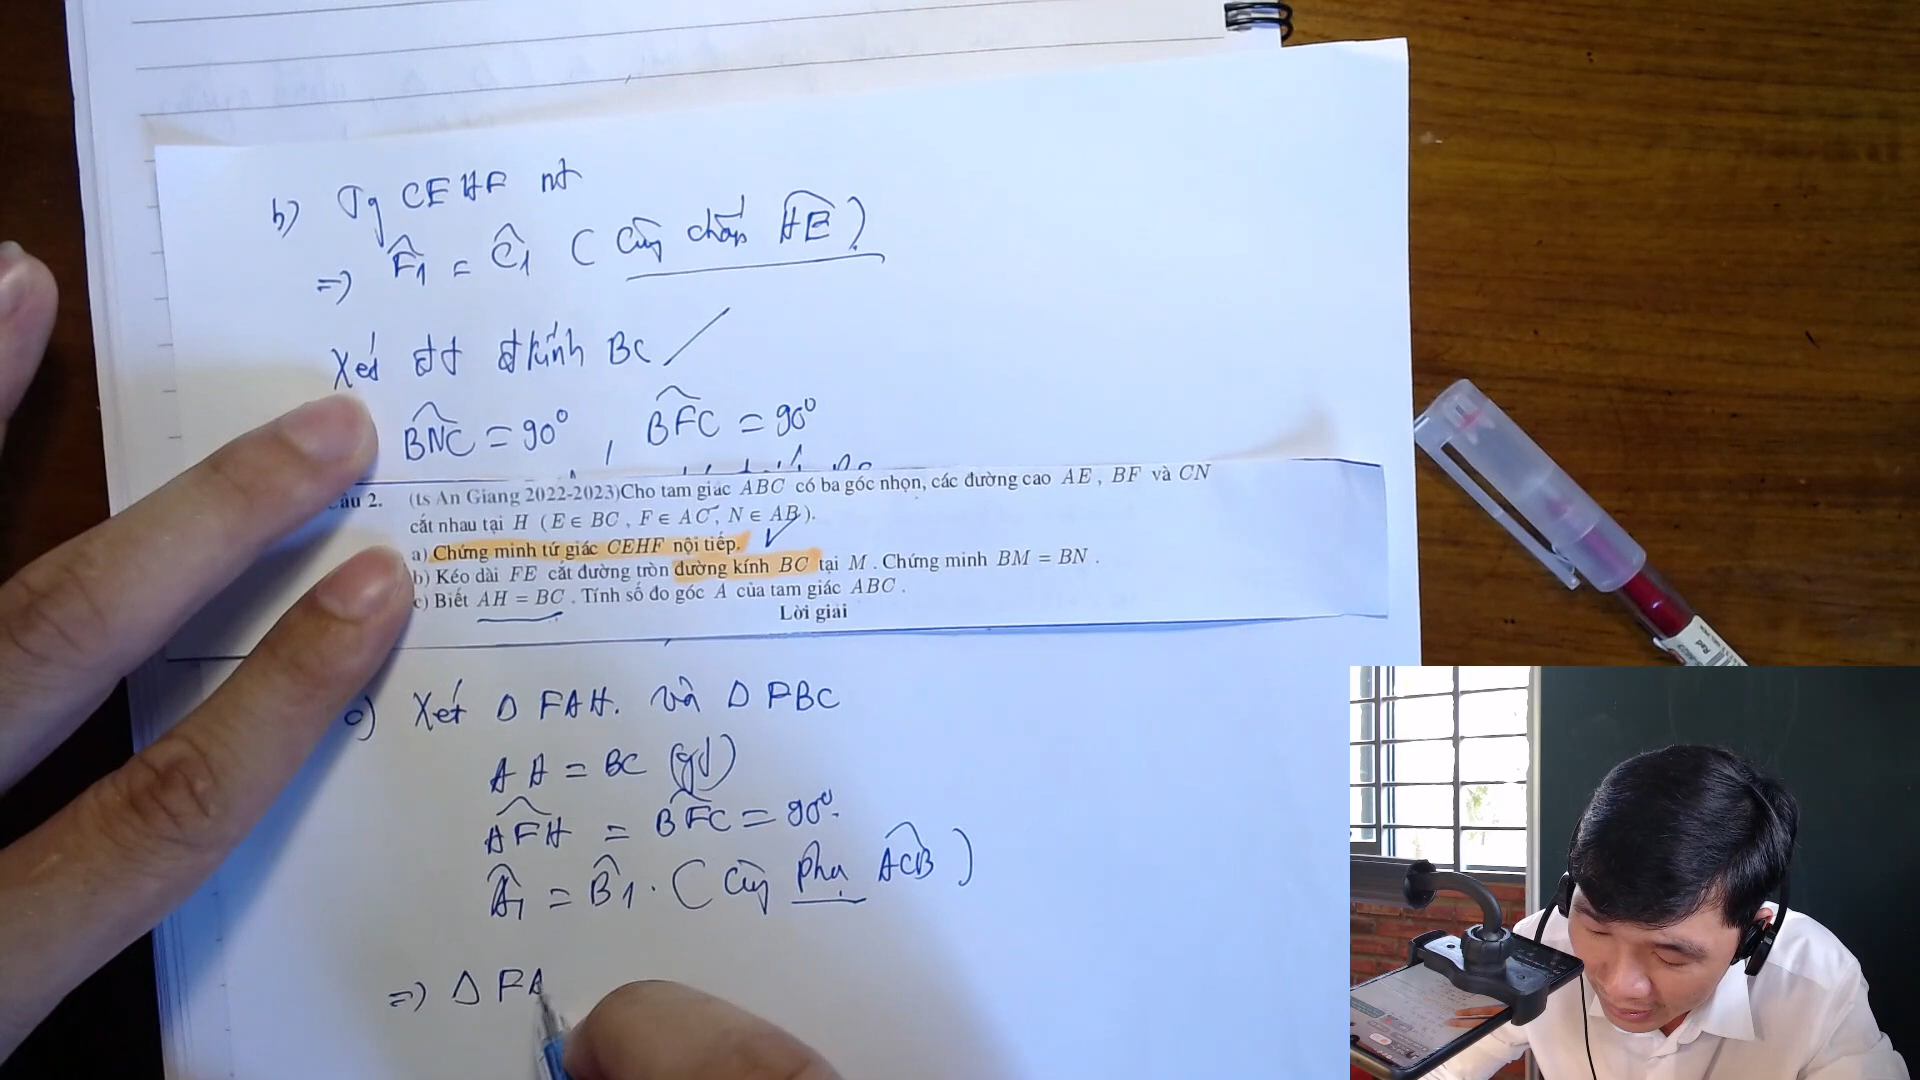 b) Tg CEHF nt
=> F̂1 = Ĉ1 ( Cùng chắn HE )
Xét đt đkính BC
BNC = 90° , BFC = 90°
Câu 2. (ts An Giang 2022-2023)Cho tam giác ABC có ba góc nhọn, các đường cao AE , BF và CN
cắt nhau tại H ( E ∈ BC , F ∈ AC , N ∈ AB ).
a) Chứng minh tứ giác CEHF nội tiếp.
b) Kéo dài FE cắt đường tròn đường kính BC tại M . Chứng minh BM = BN .
c) Biết AH = BC . Tính số đo góc A của tam giác ABC .
Lời giải
c) Xét Δ FAH. và Δ FBC
AH = BC (gt)
AFH = BFC = 90°.
Â1 = B̂1 . ( Cùng phụ ACB )
=> Δ FA
Red